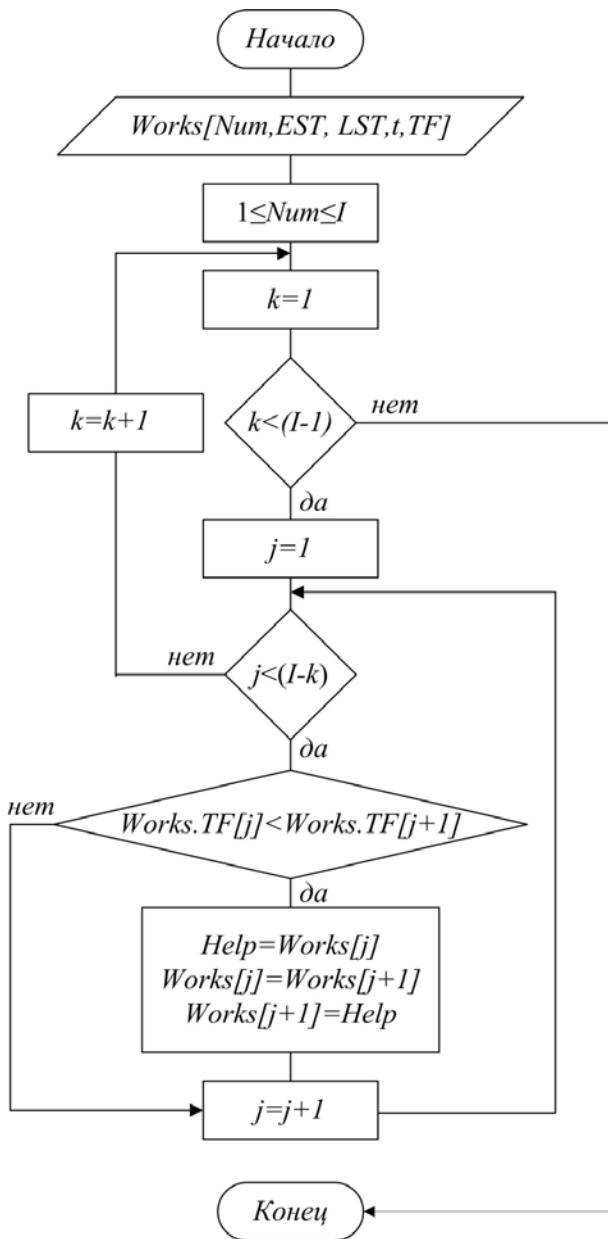 Начало
Works[Num,EST, LST,t,TF]
1≤Num≤I
k=1
k=k+1
k<(I-1)
нет
да
j=1
нет
j<(I-k)
да
нет
Works.TF[j]<Works.TF[j+1]
да
Help=Works[j]
Works[j]=Works[j+1]
Works[j+1]=Help
j=j+1
Конец